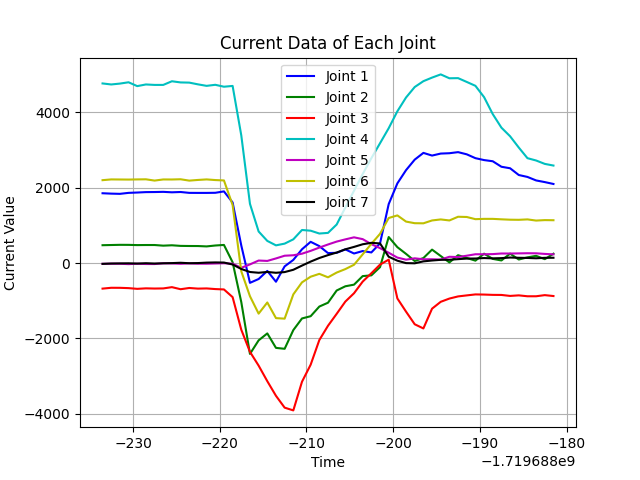 Current Data of Each Joint
Joint 1
Joint 2
Joint 3
Joint 4
Joint 5
Joint 6
Joint 7
Current Value
4000
2000
0
−2000
−4000
−230
−220
−210
−200
−190
−180
Time
−1.719688e9